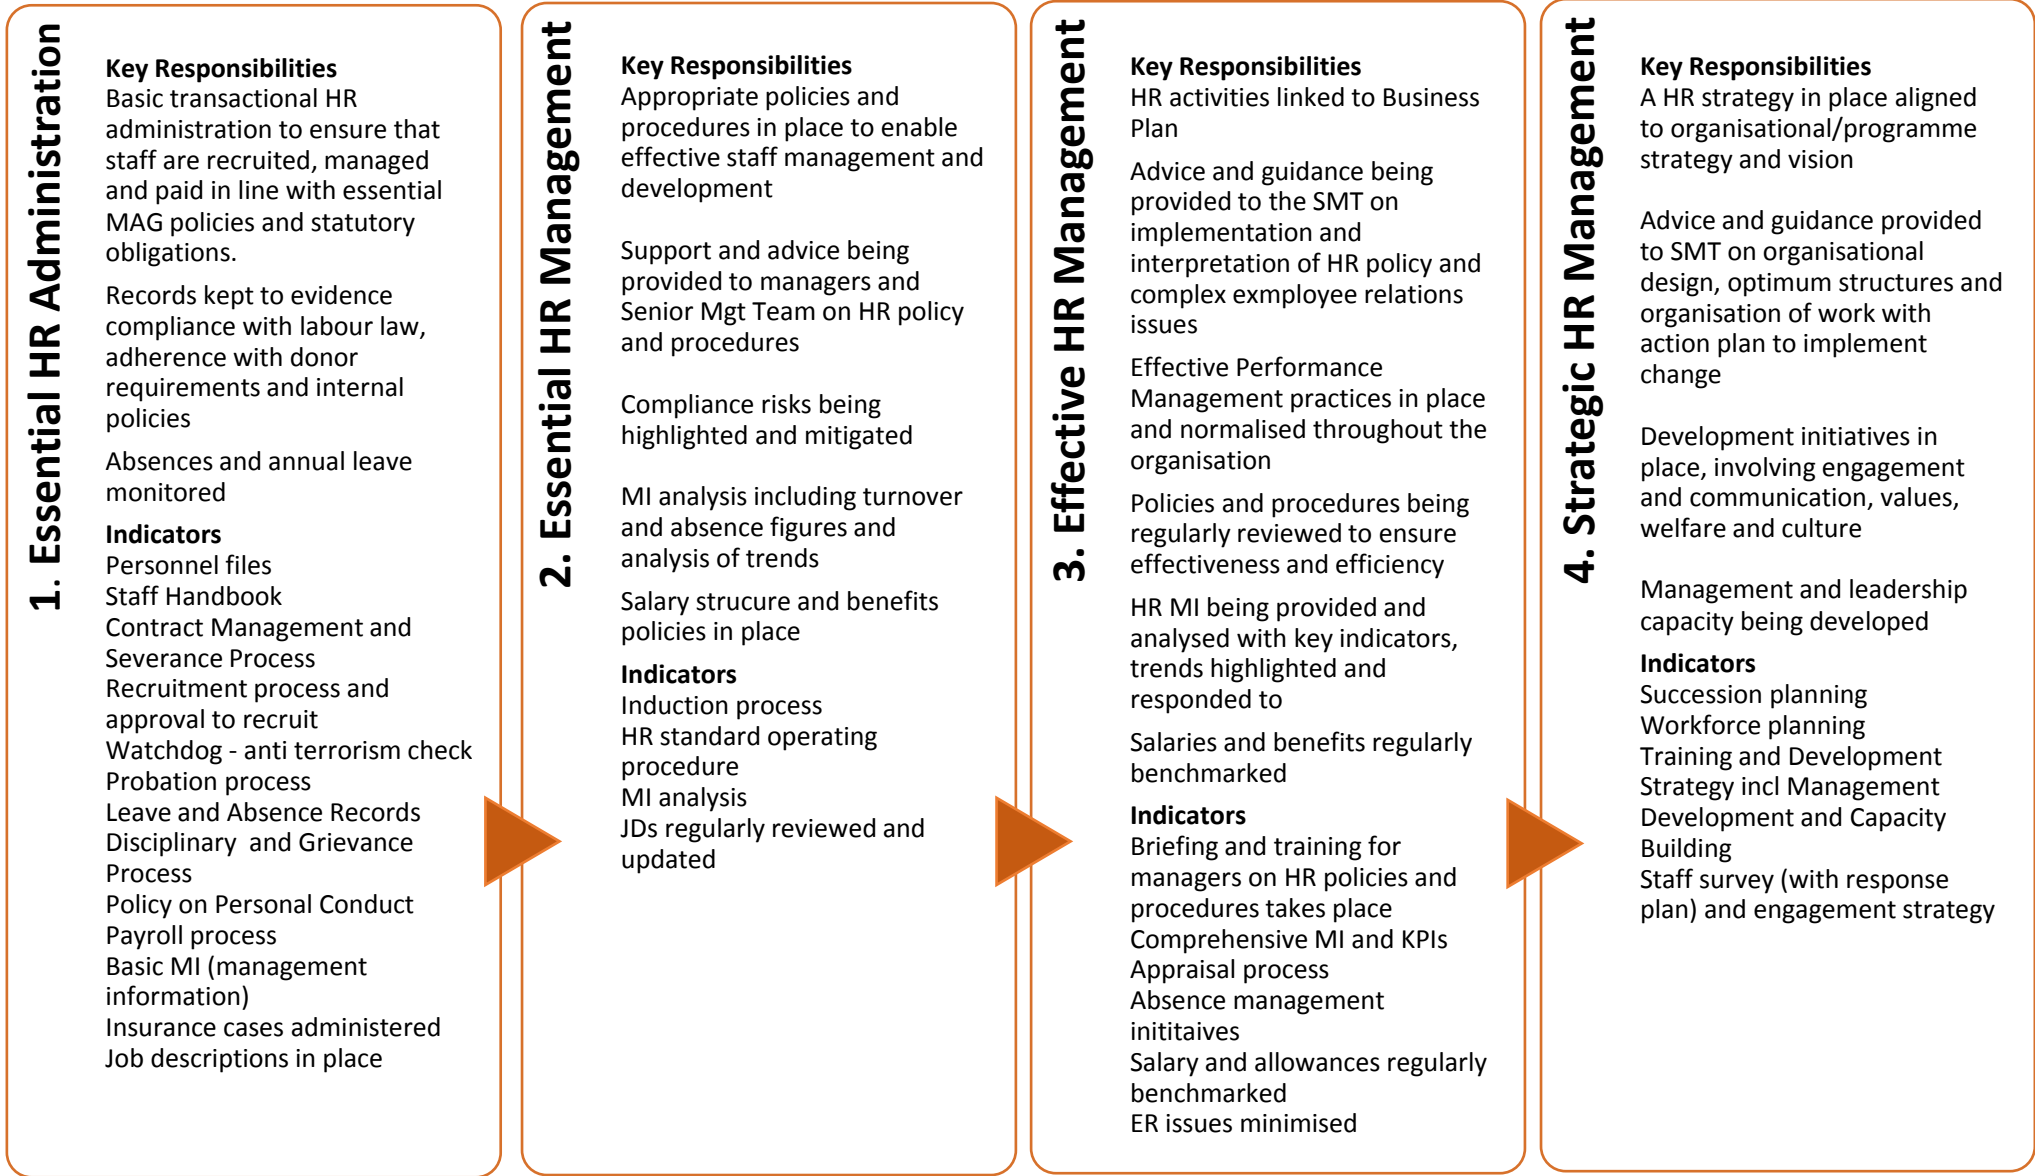 1. Essential HR Administration
Key Responsibilities
Basic transactional HR
administration to ensure that
staff are recruited, managed
and paid in line with essential
MAG policies and statutory
obligations.
Records kept to evidence
compliance with labour law,
adherence with donor
requirements and internal
policies
Absences and annual leave
monitored
Indicators
Personnel files
Staff Handbook
Contract Management and
Severance Process
Recruitment process and
approval to recruit
Watchdog - anti terrorism check
Probation process
Leave and Absence Records
Disciplinary  and Grievance
Process
Policy on Personal Conduct
Payroll process
Basic MI (management
information)
Insurance cases administered
Job descriptions in place
2. Essential HR Management
Key Responsibilities
Appropriate policies and
procedures in place to enable
effective staff management and
development
Support and advice being
provided to managers and
Senior Mgt Team on HR policy
and procedures
Compliance risks being
highlighted and mitigated
MI analysis including turnover
and absence figures and
analysis of trends
Salary strucure and benefits
policies in place
Indicators
Induction process
HR standard operating
procedure
MI analysis
JDs regularly reviewed and
updated
3. Effective HR Management
Key Responsibilities
HR activities linked to Business
Plan
Advice and guidance being
provided to the SMT on
implementation and
interpretation of HR policy and
complex exmployee relations
issues
Effective Performance
Management practices in place
and normalised throughout the
organisation
Policies and procedures being
regularly reviewed to ensure
effectiveness and efficiency
HR MI being provided and
analysed with key indicators,
trends highlighted and
responded to
Salaries and benefits regularly
benchmarked
Indicators
Briefing and training for
managers on HR policies and
procedures takes place
Comprehensive MI and KPIs
Appraisal process
Absence management
inititaives
Salary and allowances regularly
benchmarked
ER issues minimised
4. Strategic HR Management
Key Responsibilities
A HR strategy in place aligned
to organisational/programme
strategy and vision
Advice and guidance provided
to SMT on organisational
design, optimum structures and
organisation of work with
action plan to implement
change
Development initiatives in
place, involving engagement
and communication, values,
welfare and culture
Management and leadership
capacity being developed
Indicators
Succession planning
Workforce planning
Training and Development
Strategy incl Management
Development and Capacity
Building
Staff survey (with response
plan) and engagement strategy